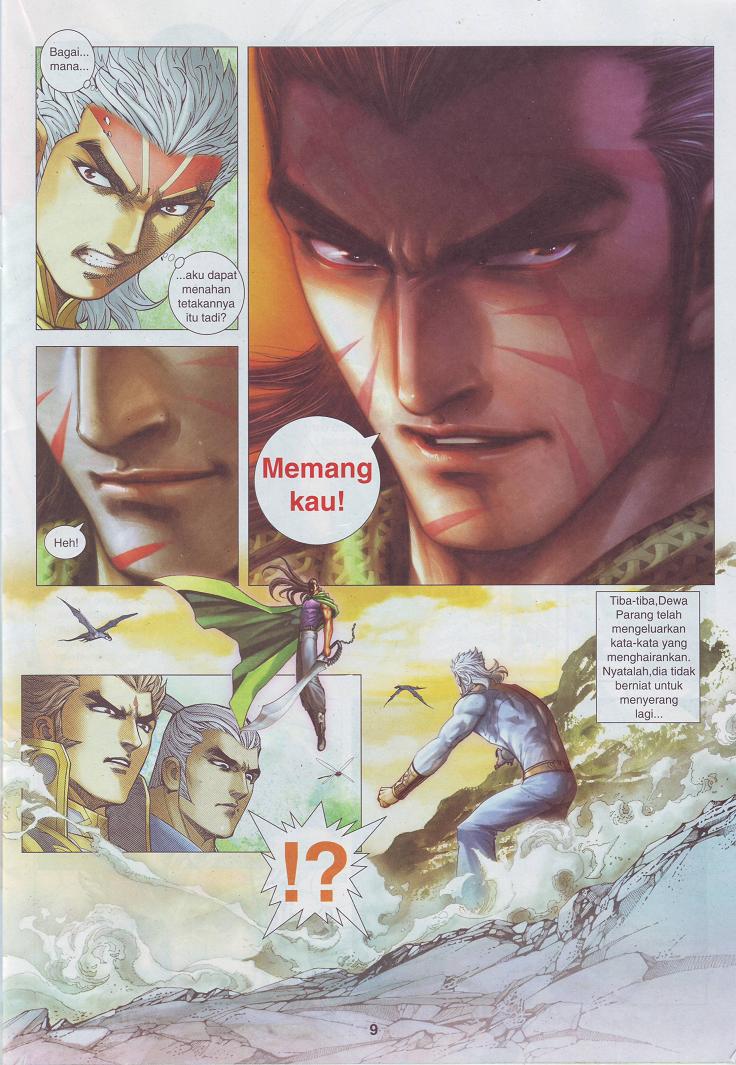 Bagai...
mana...
...aku dapat
menahan
tetakannya
itu tadi?
Heh!
Memang
kau!
Tiba-tiba,Dewa
Parang telah
mengeluarkan
kata-kata yang
menghairankan.
Nyatalah,dia tidak
berniat untuk
menyerang
lagi...
!?
9